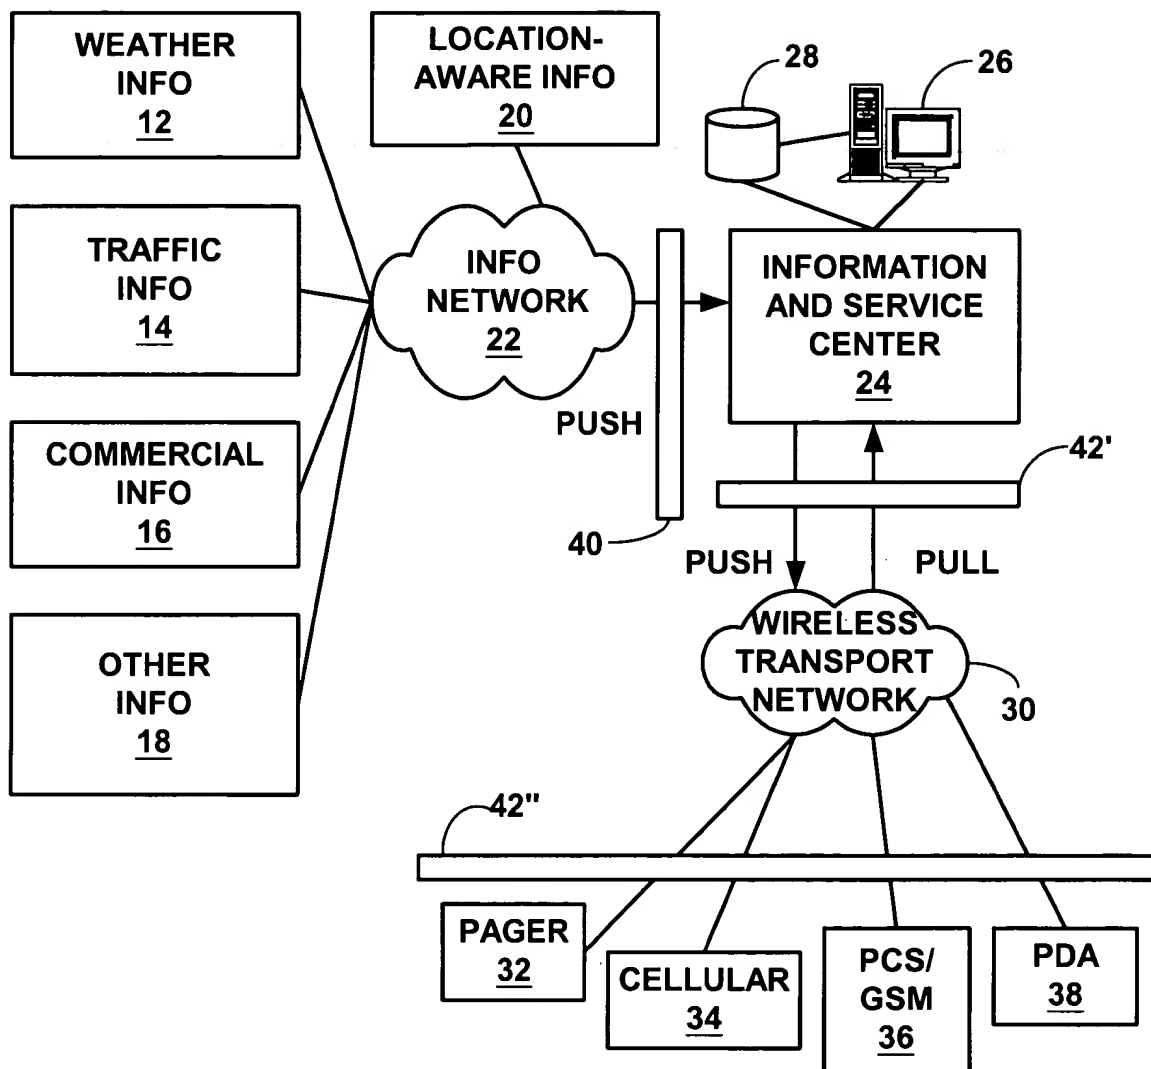 WEATHER
INFO
12
LOCATION-
AWARE INFO
20
28
26
TRAFFIC
INFO
14
INFO
NETWORK
22
INFORMATION
AND SERVICE
CENTER
24
PUSH
COMMERCIAL
INFO
16
42'
40
PUSH
PULL
WIRELESS
TRANSPORT
NETWORK
30
OTHER
INFO
18
42"
PAGER
32
CELLULAR
34
PCS/
GSM
36
PDA
38